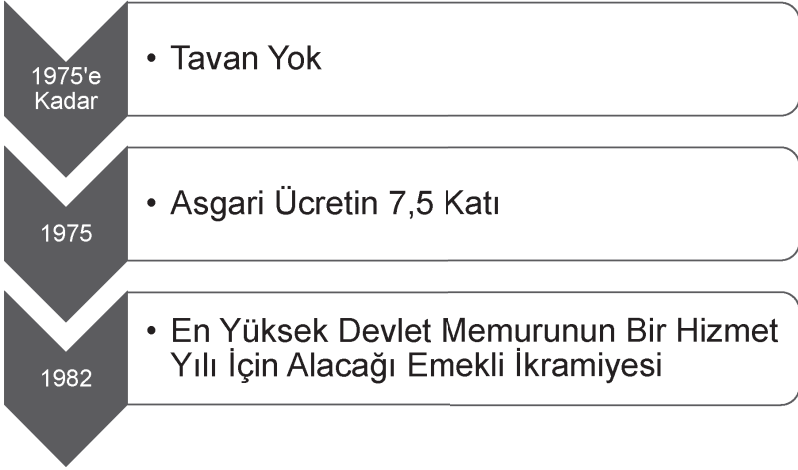 1975'e
Kadar
• Tavan Yok
1975
• Asgari Ücretin 7,5 Katı
1982
• En Yüksek Devlet Memurunun Bir Hizmet
Yılı İçin Alacağı Emekli İkramiyesi